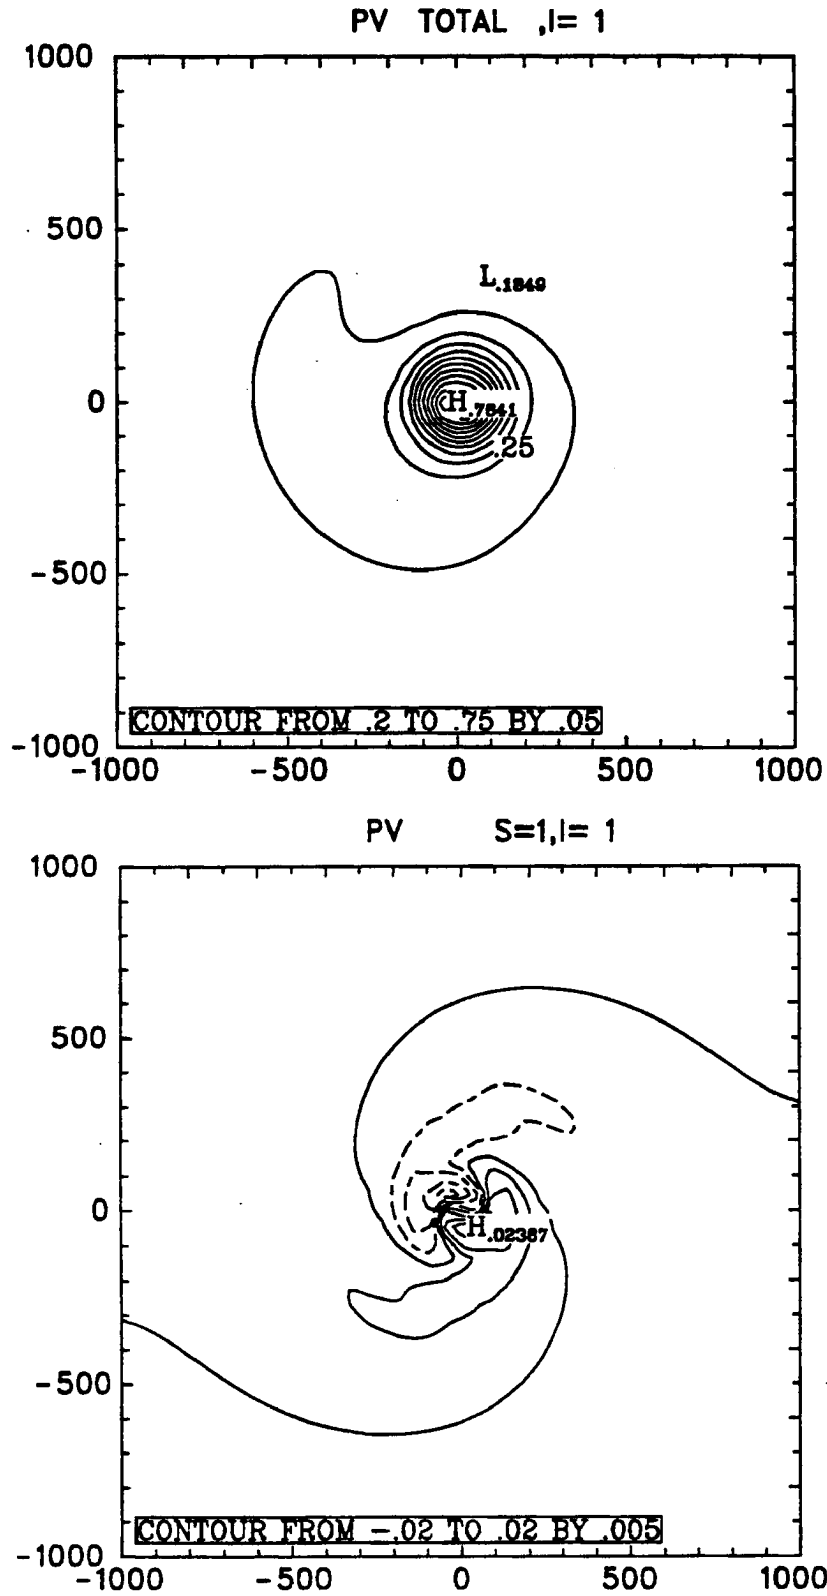 PV TOTAL ,I= 1
1000
500
0
-500
-1000
L.1849
H.7641
.25
CONTOUR FROM .2 TO .75 BY .05
-1000 -500 0 500 1000
PV S=1,I= 1
1000
500
0
-500
-1000
H.02367
CONTOUR FROM -.02 TO .02 BY .005
-1000 -500 0 500 1000